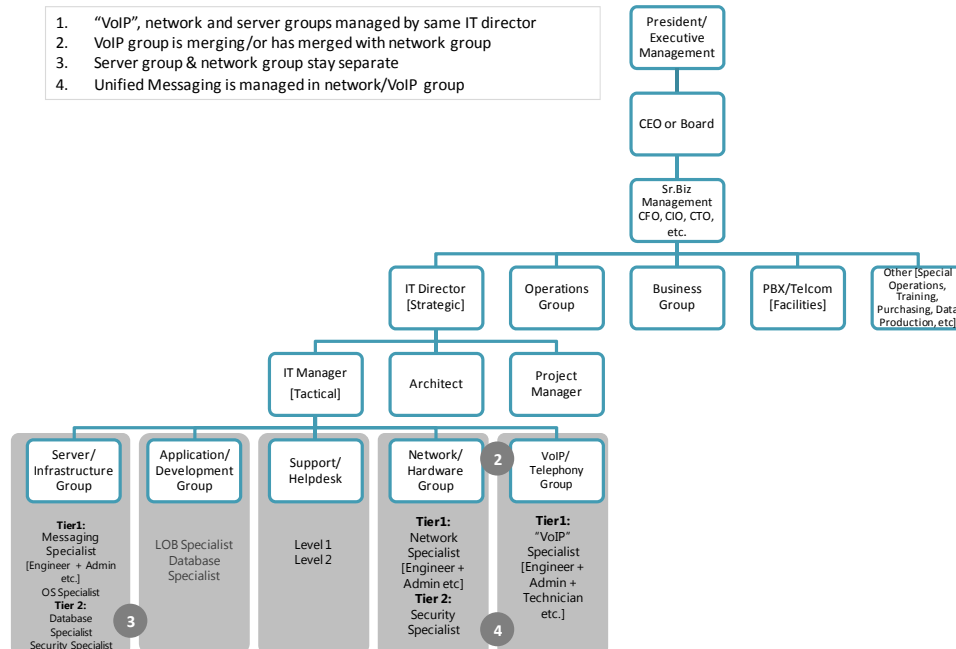 1. “VoIP”, network and server groups managed by same IT director
2. VoIP group is merging/or has merged with network group
3. Server group & network group stay separate
4. Unified Messaging is managed in network/VoIP group
President/
Executive
Management
CEO or Board
Sr.Biz
Management
CFO, CIO, CTO,
etc.
IT Director
[Strategic]
Operations
Group
Business
Group
PBX/Telcom
[Facilities]
Other [Special
Operations,
Training,
Purchasing, Data
Production, etc]
IT Manager
[Tactical]
Architect
Project
Manager
Server/
Infrastructure
Group
Application/
Development
Group
Support/
Helpdesk
Network/
Hardware
Group
2
VoIP/
Telephony
Group
Tier1:
Messaging
Specialist
[Engineer + Admin
etc.]
OS Specialist
Tier 2:
Database
Specialist
Security Specialist
3
LOB Specialist
Database
Specialist
Level 1
Level 2
Tier1:
Network
Specialist
[Engineer +
Admin etc]
Tier 2:
Security
Specialist
4
Tier1:
“VoIP”
Specialist
[Engineer +
Admin +
Technician
etc.]